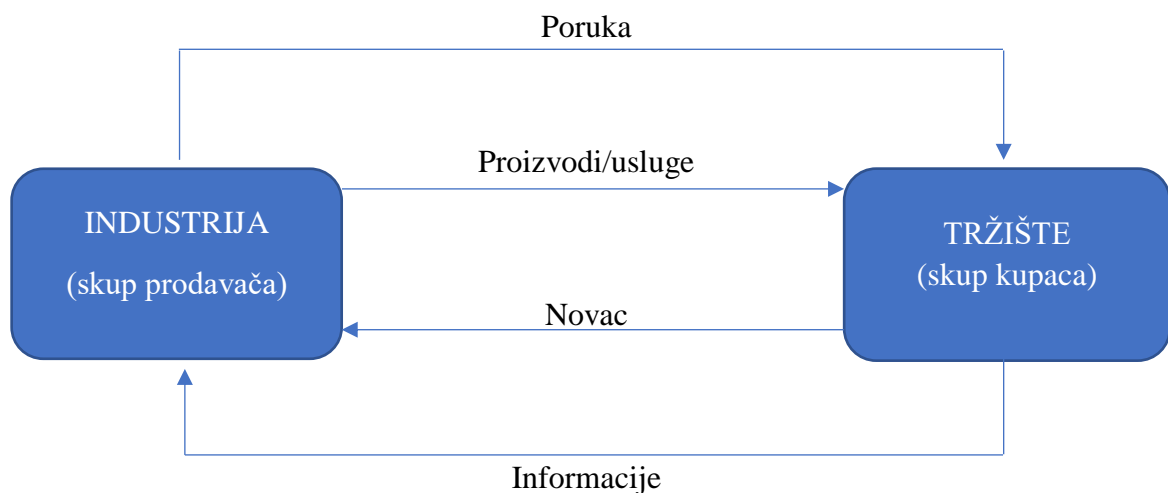 Poruka
Proizvodi/usluge
INDUSTRIJA
(skup prodavača)
TRŽIŠTE
(skup kupaca)
Novac
Informacije